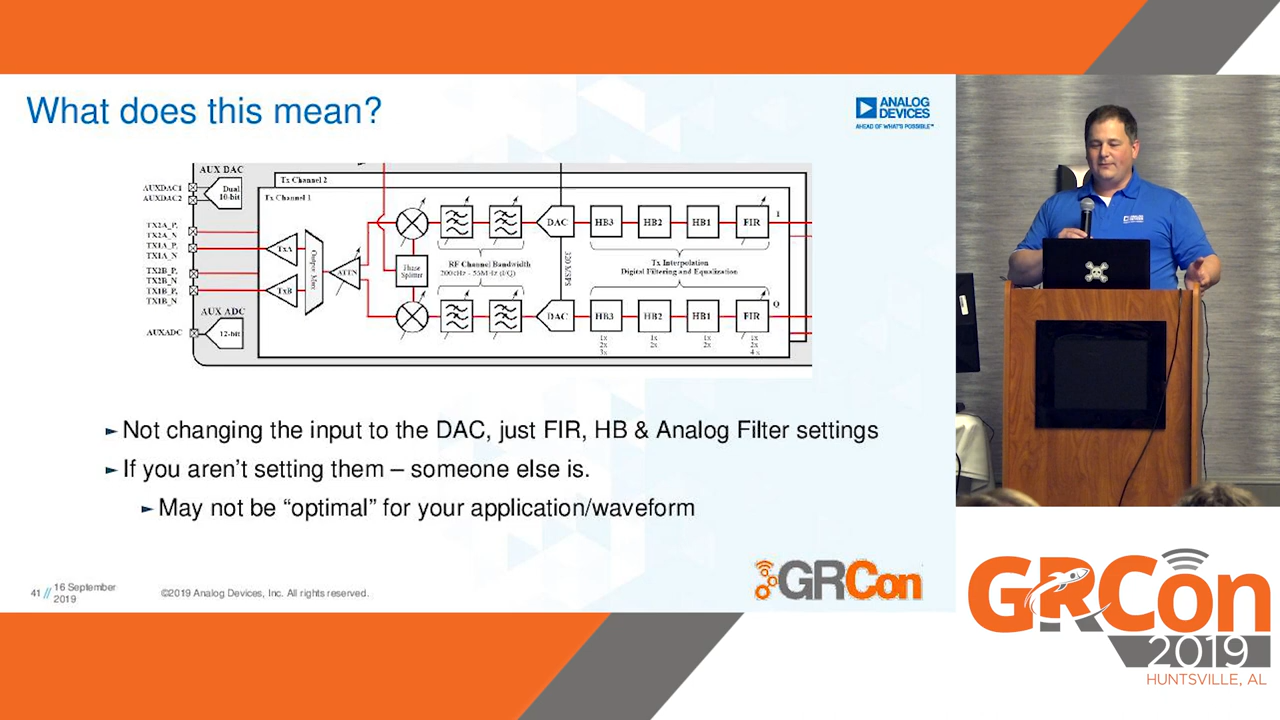 What does this mean?
ANALOG
DEVICES
AHEAD OF WHAT'S POSSIBLE™
AUX DAC
AUXDAC1
AUXDAC2
Dual
10-bit
Tx Channel 2
Tx Channel 1
TX2A_P,
TX2A_N
TX1A_P,
TX1A_N
TX2B_P,
TX2B_N
TX1B_P,
TX1B_N
TxA
TxB
Output Mux
ATTN
Phase
Splitter
RF Channel Bandwidth
200kHz - 56MHz (I/Q)
DAC
320 MSPS
HB3
HB2
HB1
FIR
I
Tx Interpolation
Digital Filtering and Equalization
DAC
HB3
HB2
HB1
FIR
Q
1x
2x
3x
1x
2x
1x
2x
1x
2x
4x
AUX ADC
AUXADC
12-bit
► Not changing the input to the DAC, just FIR, HB & Analog Filter settings
► If you aren't setting them – someone else is.
► May not be “optimal” for your application/waveform
41 // 16 September
2019
©2019 Analog Devices, Inc. All rights reserved.
GRCon
GRCon
2019
HUNTSVILLE, AL